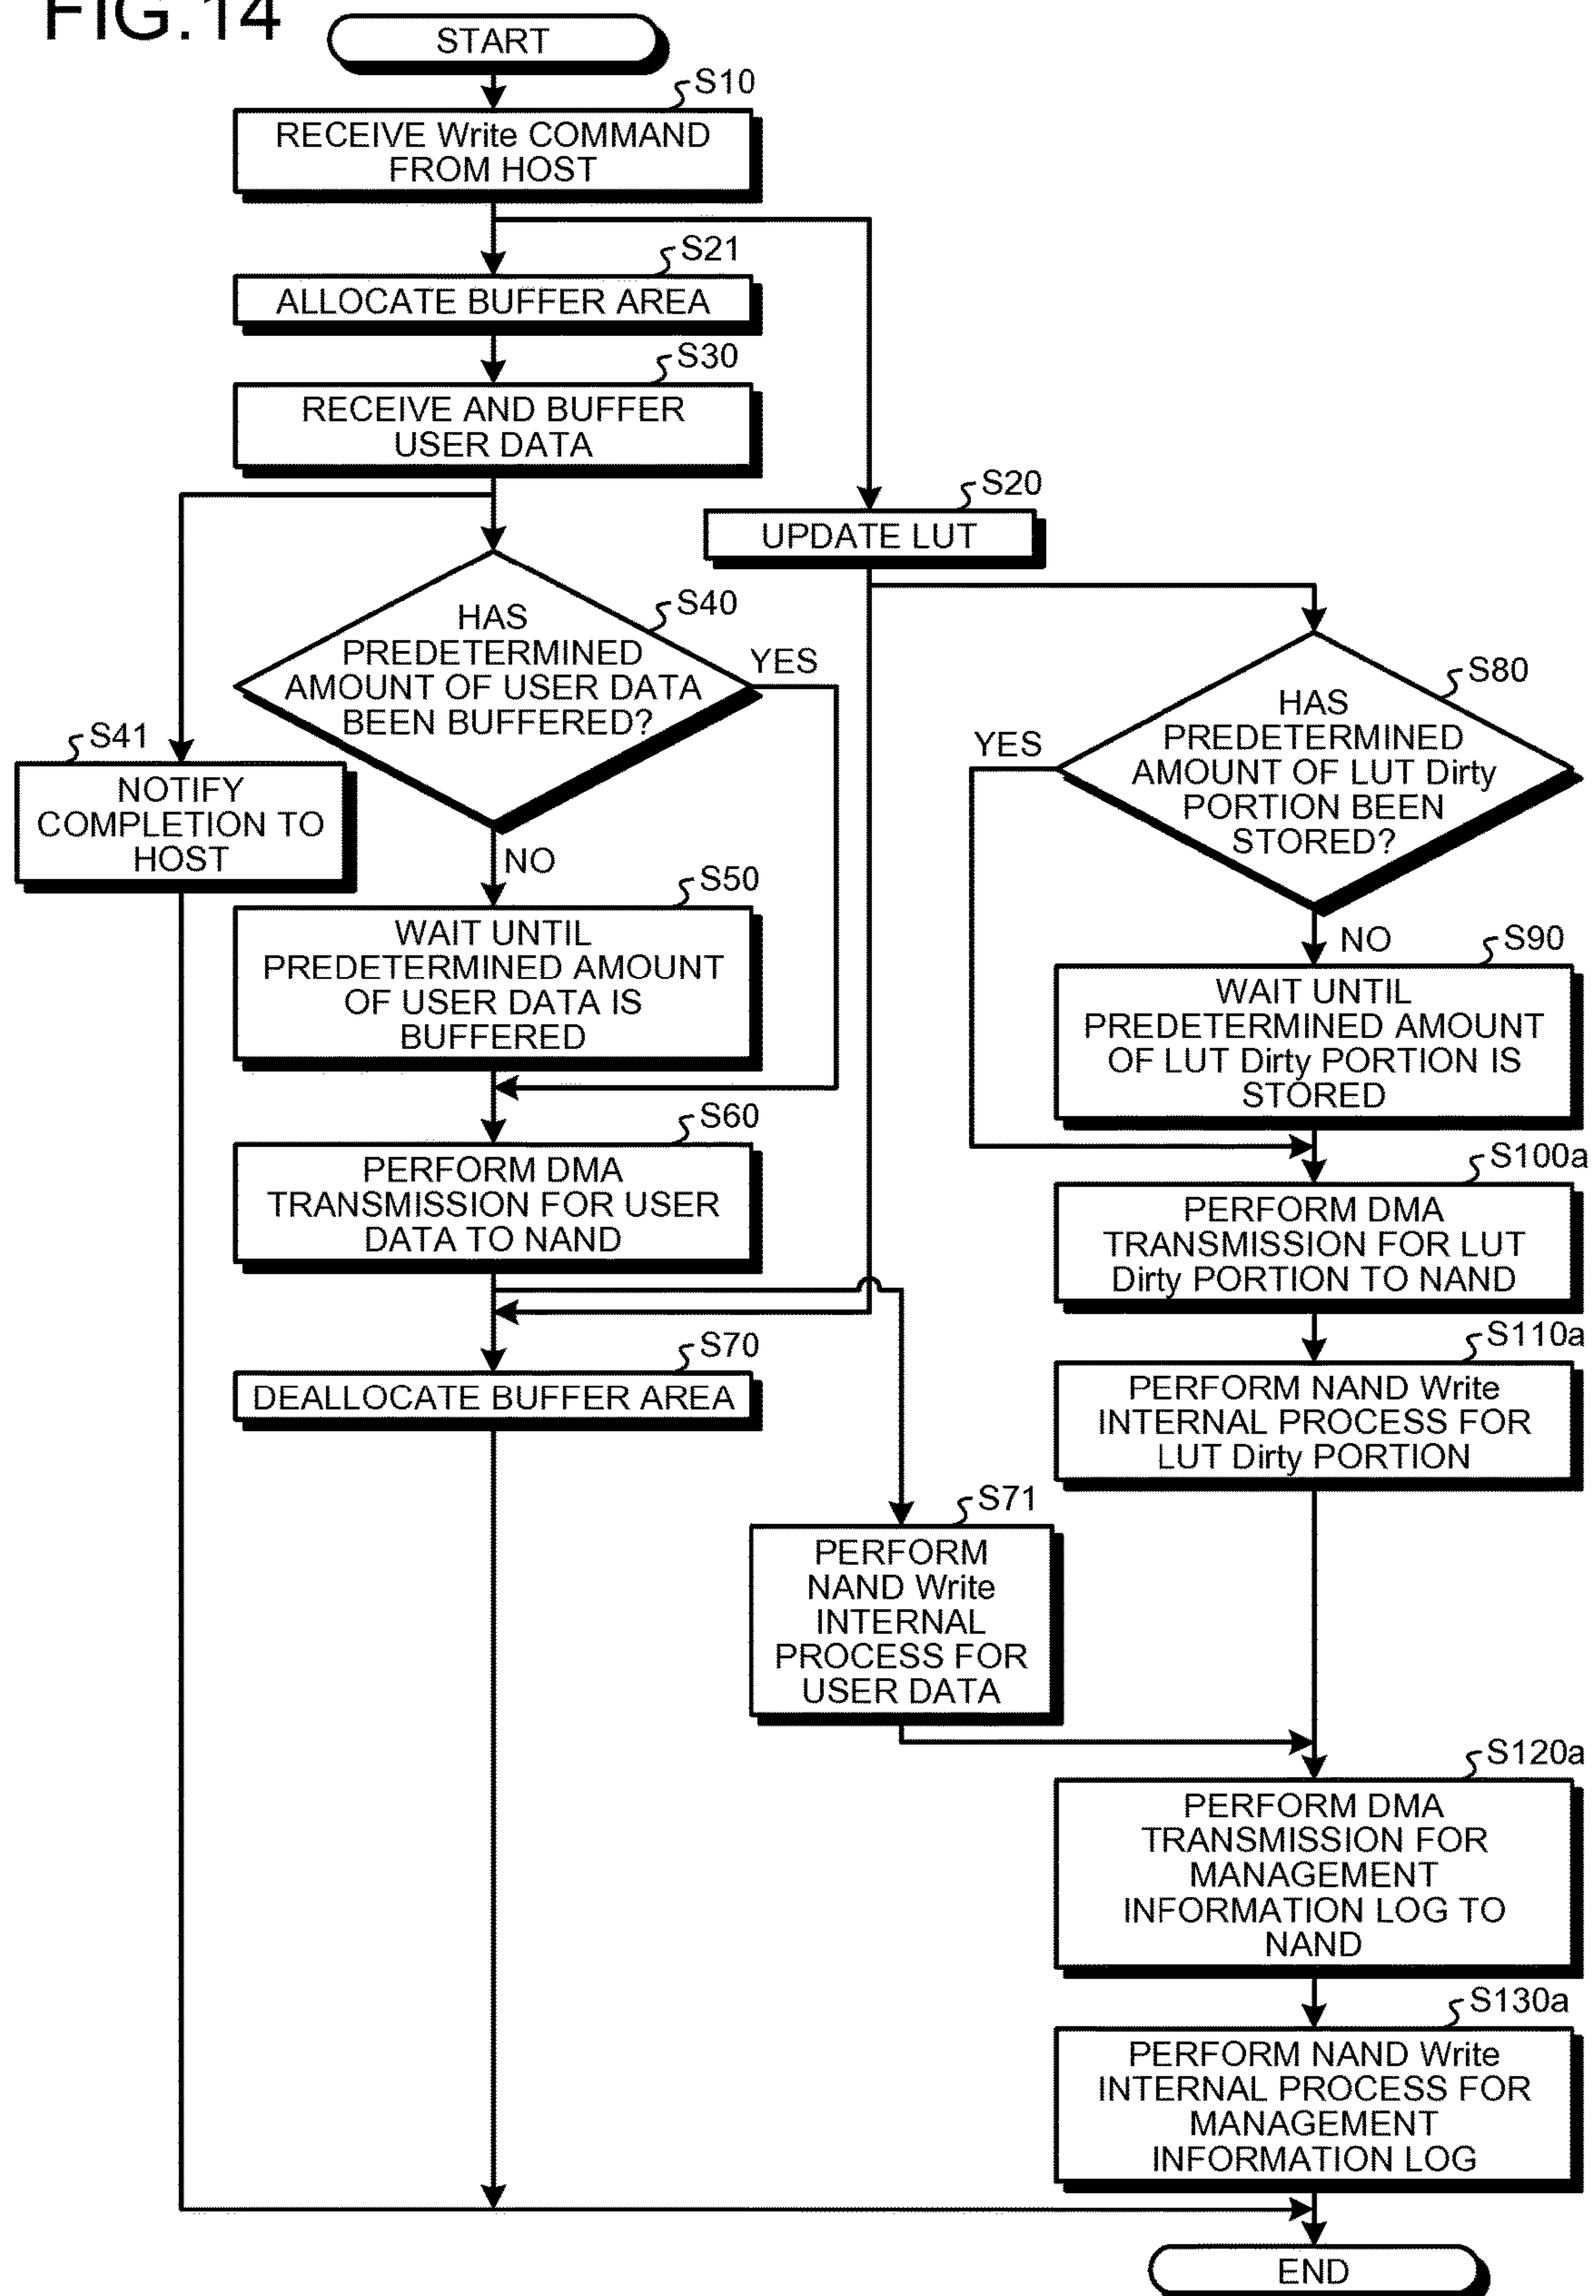 FIG.14
START
S10
RECEIVE Write COMMAND
FROM HOST
S21
ALLOCATE BUFFER AREA
S30
RECEIVE AND BUFFER
USER DATA
S20
UPDATE LUT
S40
HAS
PREDETERMINED
AMOUNT OF USER DATA
BEEN BUFFERED?
YES
NO
S41
NOTIFY
COMPLETION TO
HOST
S50
WAIT UNTIL
PREDETERMINED AMOUNT
OF USER DATA IS
BUFFERED
S60
PERFORM DMA
TRANSMISSION FOR USER
DATA TO NAND
S70
DEALLOCATE BUFFER AREA
S71
PERFORM
NAND Write
INTERNAL
PROCESS FOR
USER DATA
S80
HAS
PREDETERMINED
AMOUNT OF LUT Dirty
PORTION BEEN
STORED?
YES
NO
S90
WAIT UNTIL
PREDETERMINED AMOUNT
OF LUT Dirty PORTION IS
STORED
S100a
PERFORM DMA
TRANSMISSION FOR LUT
Dirty PORTION TO NAND
S110a
PERFORM NAND Write
INTERNAL PROCESS FOR
LUT Dirty PORTION
S120a
PERFORM DMA
TRANSMISSION FOR
MANAGEMENT
INFORMATION LOG TO
NAND
S130a
PERFORM NAND Write
INTERNAL PROCESS FOR
MANAGEMENT
INFORMATION LOG
END